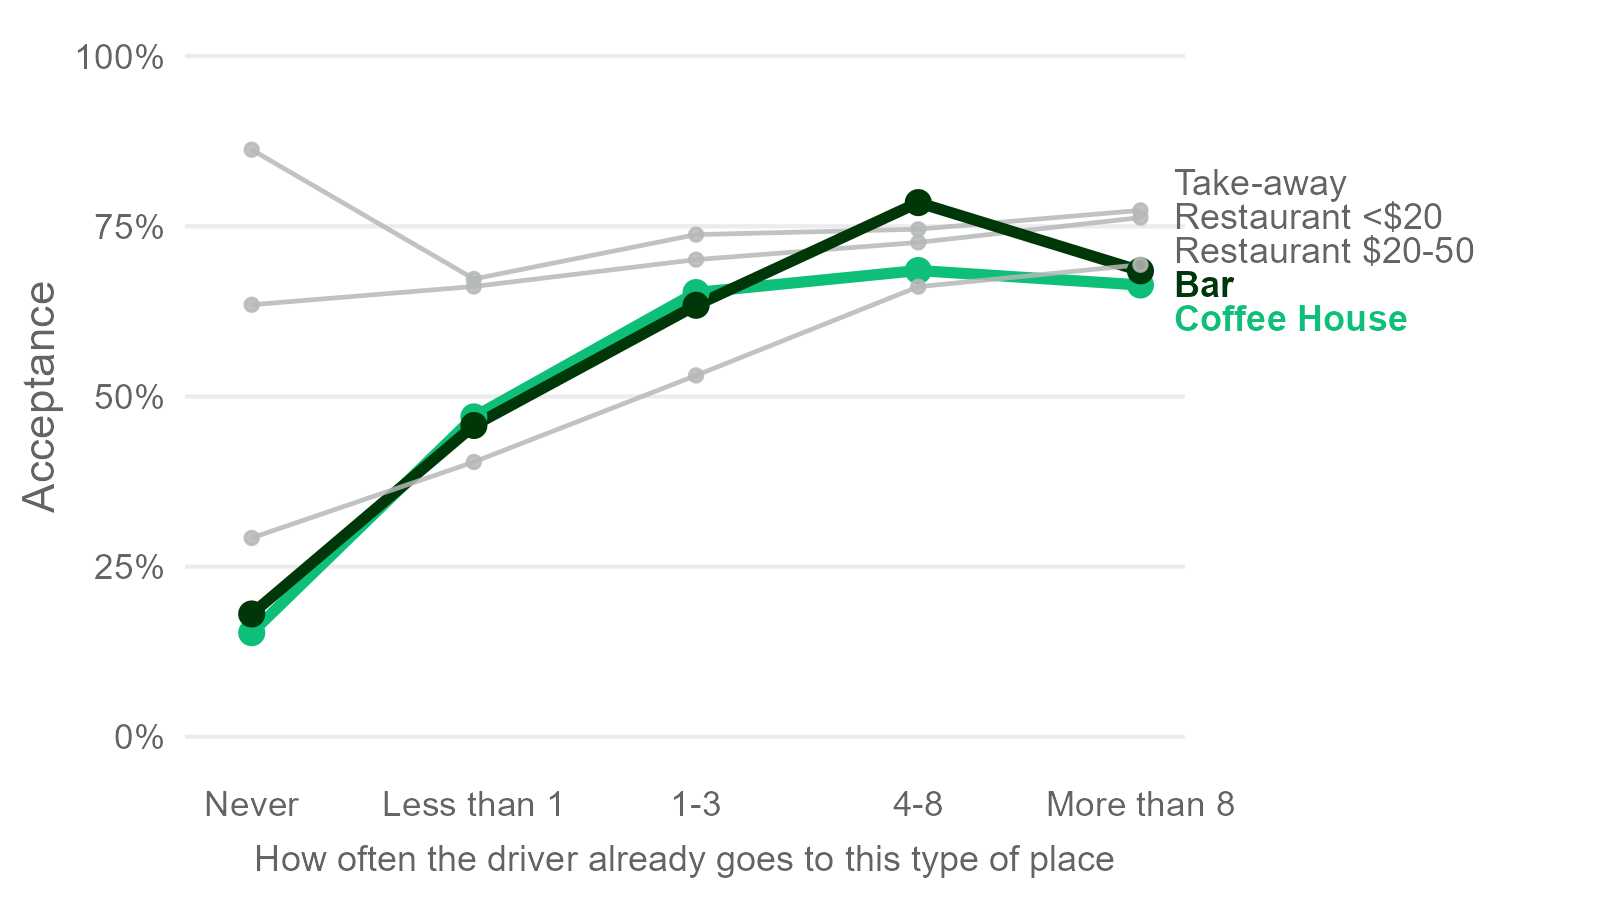 100%
75%
50%
25%
0%
Acceptance
Take-away
Restaurant <$20
Restaurant $20-50
Bar
Coffee House
Never
Less than 1
1-3
4-8
More than 8
How often the driver already goes to this type of place